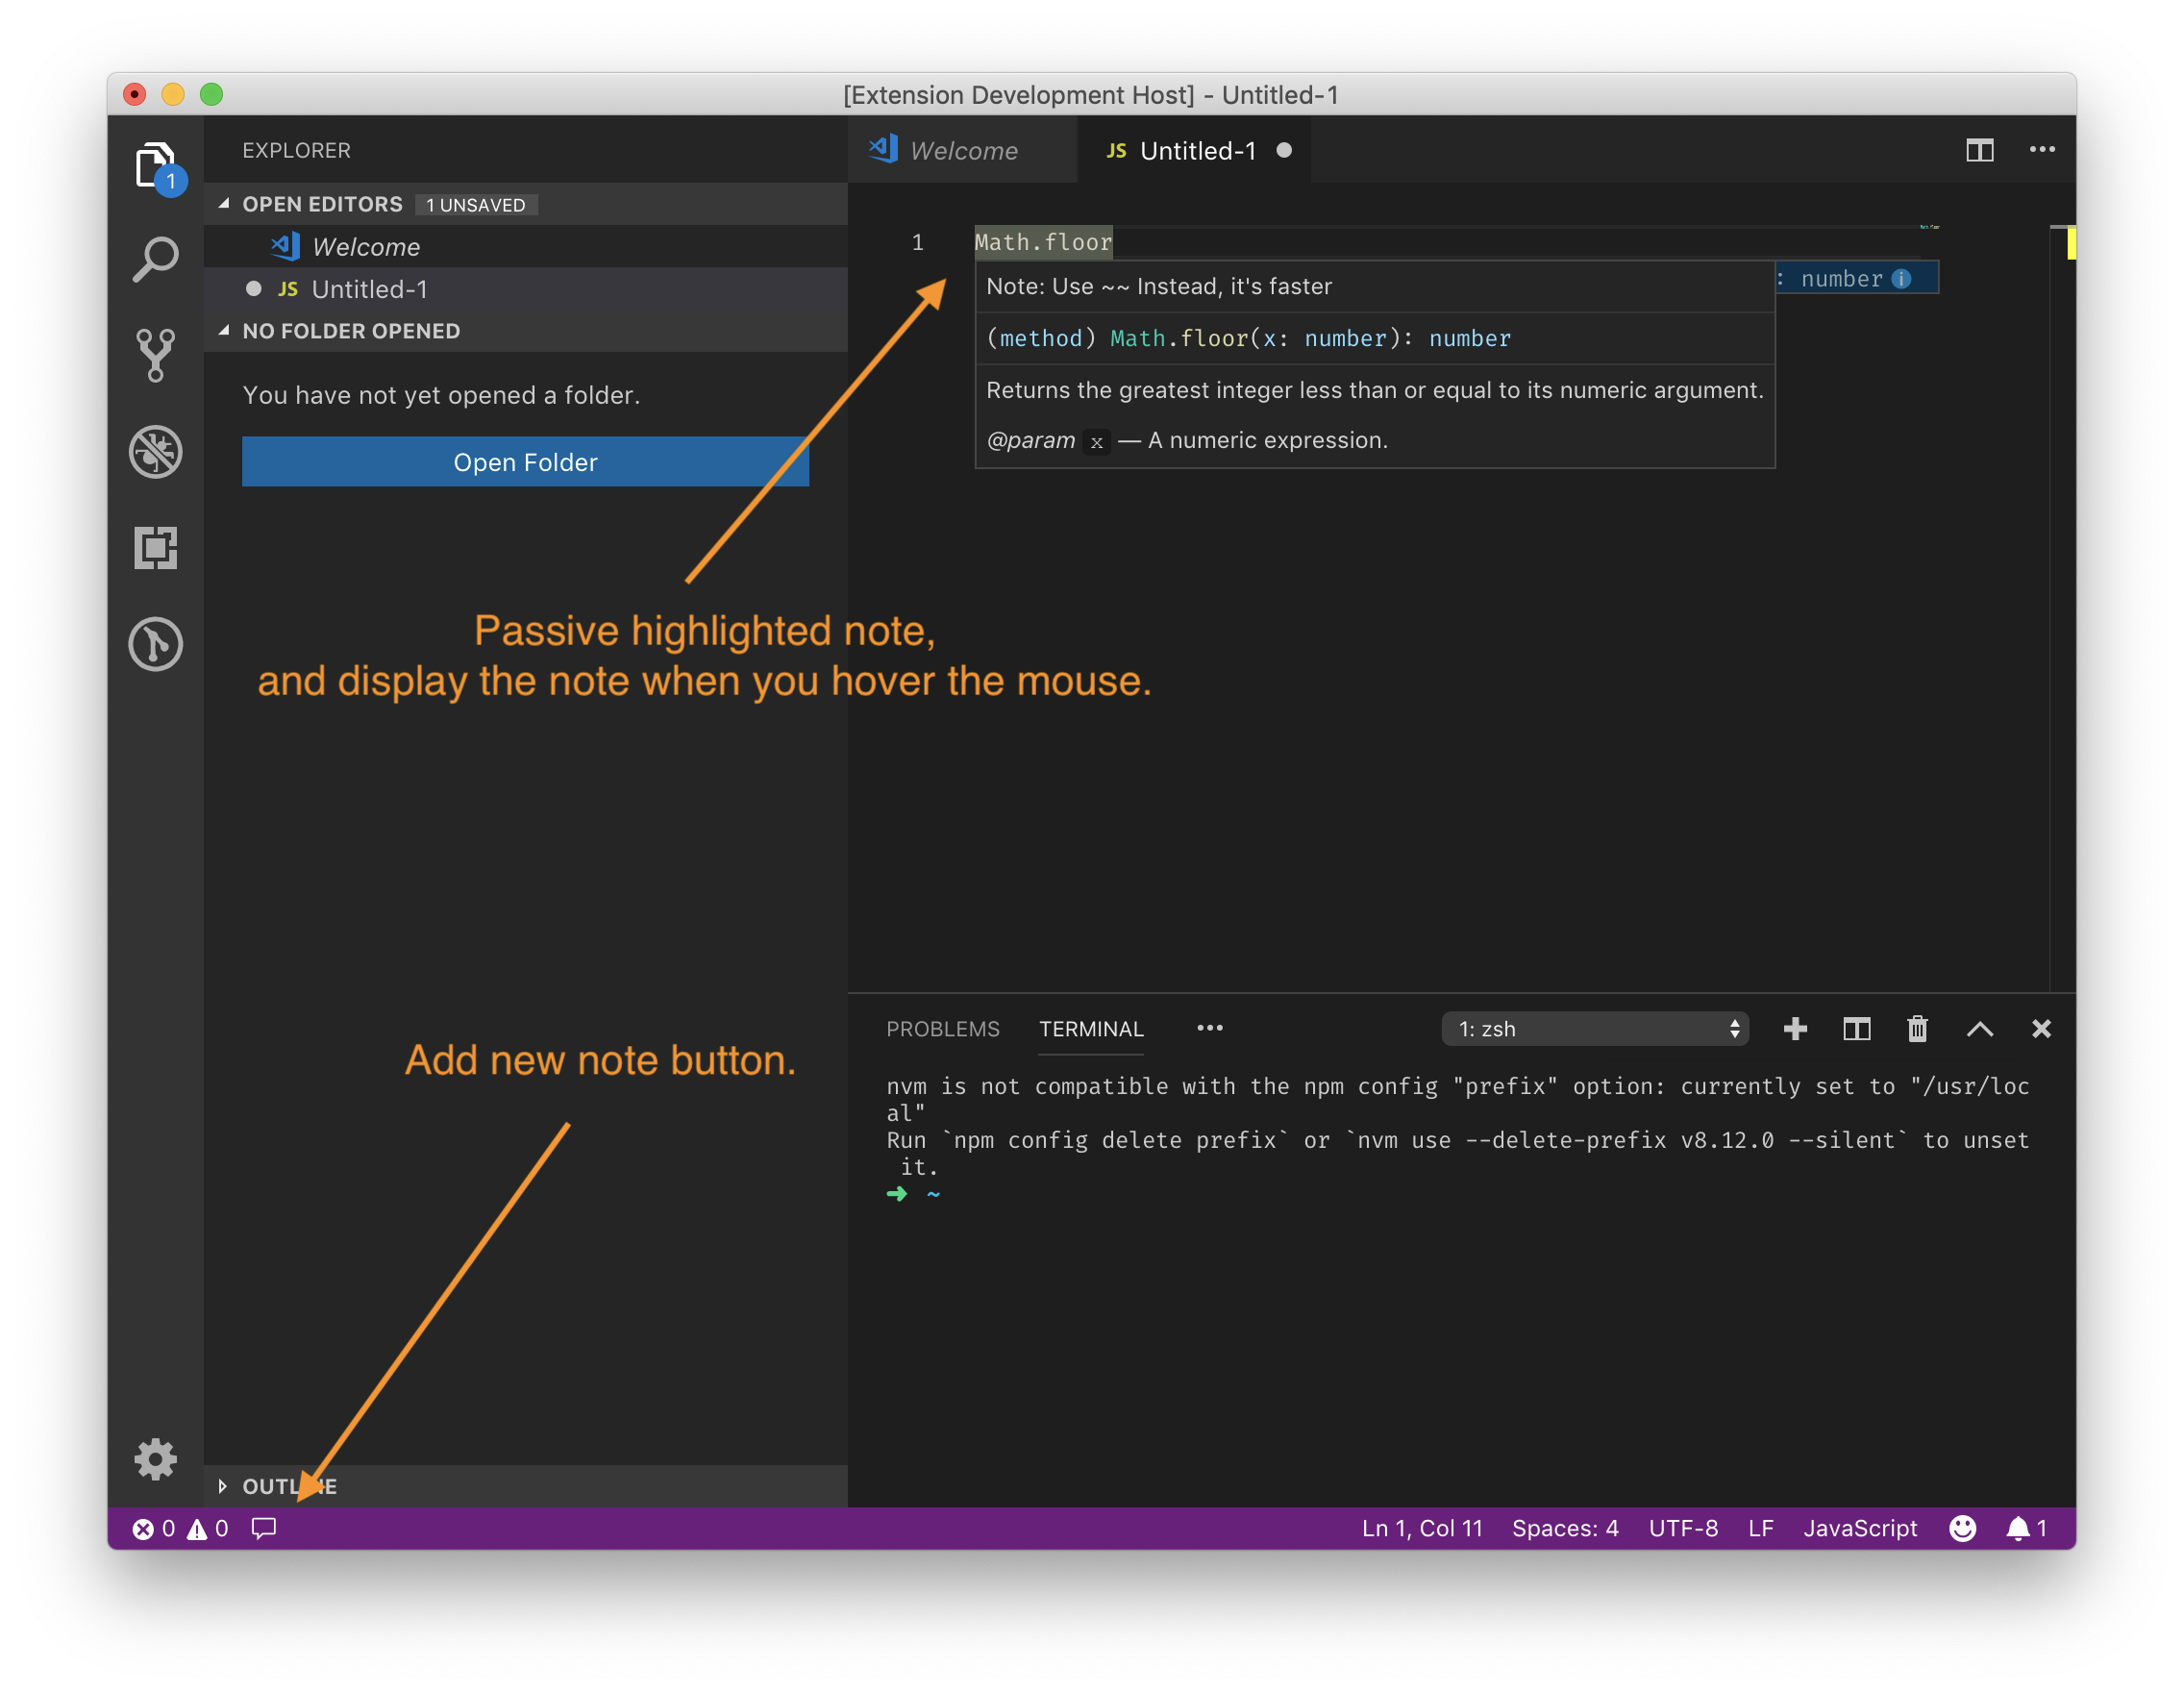 [Extension Development Host] - Untitled-1
EXPLORER
OPEN EDITORS 1 UNSAVED
Welcome
JS Untitled-1
NO FOLDER OPENED
You have not yet opened a folder.
Open Folder
1
Welcome
JS Untitled-1
1 Math.floor
: number
Note: Use ~~ Instead, it's faster
(method) Math.floor(x: number): number
Returns the greatest integer less than or equal to its numeric argument.
@param x — A numeric expression.
Passive highlighted note,
and display the note when you hover the mouse.
Add new note button.
PROBLEMS TERMINAL
1: zsh
nvm is not compatible with the npm config "prefix" option: currently set to "/usr/loc
al"
Run `npm config delete prefix` or `nvm use --delete-prefix v8.12.0 --silent` to unset
 it.
➜ ~
OUTLINE
0 0
Ln 1, Col 11 Spaces: 4 UTF-8 LF JavaScript 1